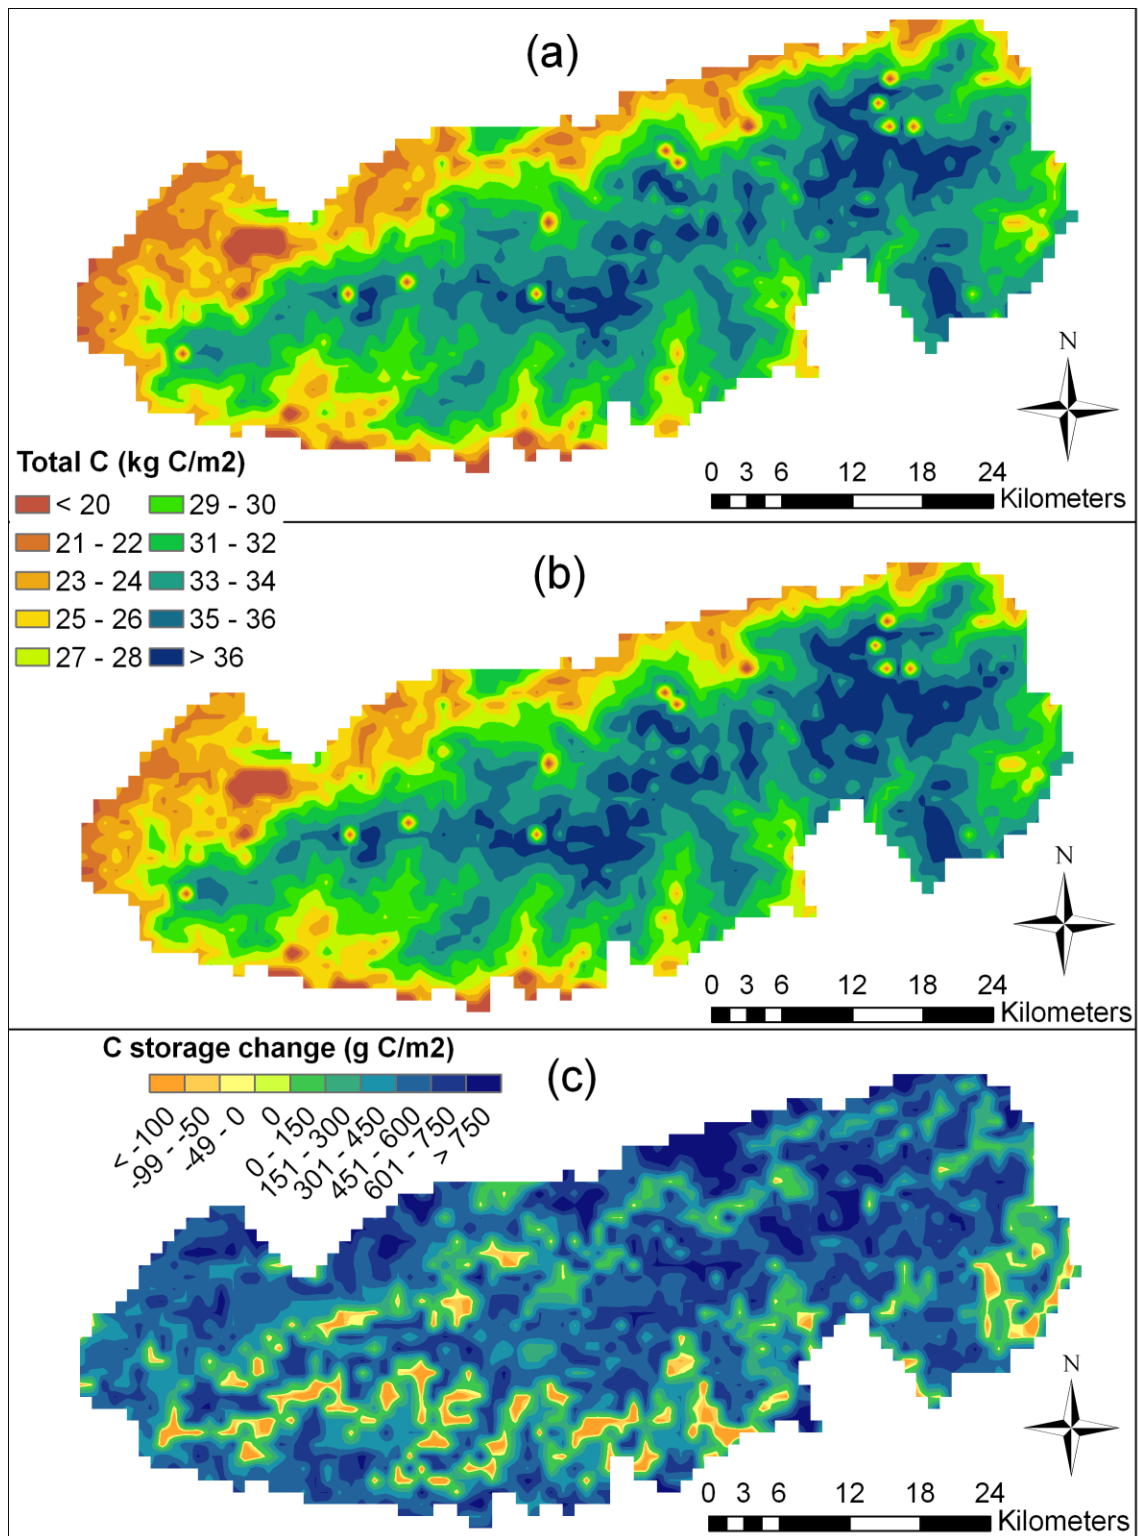 (a)
N
Total C (kg C/m2)
< 20 29 - 30
21 - 22 31 - 32
23 - 24 33 - 34
25 - 26 35 - 36
27 - 28 > 36
0 3 6 12 18 24
Kilometers
(b)
N
0 3 6 12 18 24
Kilometers
C storage change (g C/m2)
(c)
< -100
-99 - -50
-49 - 0
0
0 - 150
151 - 300
301 - 450
451 - 600
601 - 750
> 750
N
0 3 6 12 18 24
Kilometers